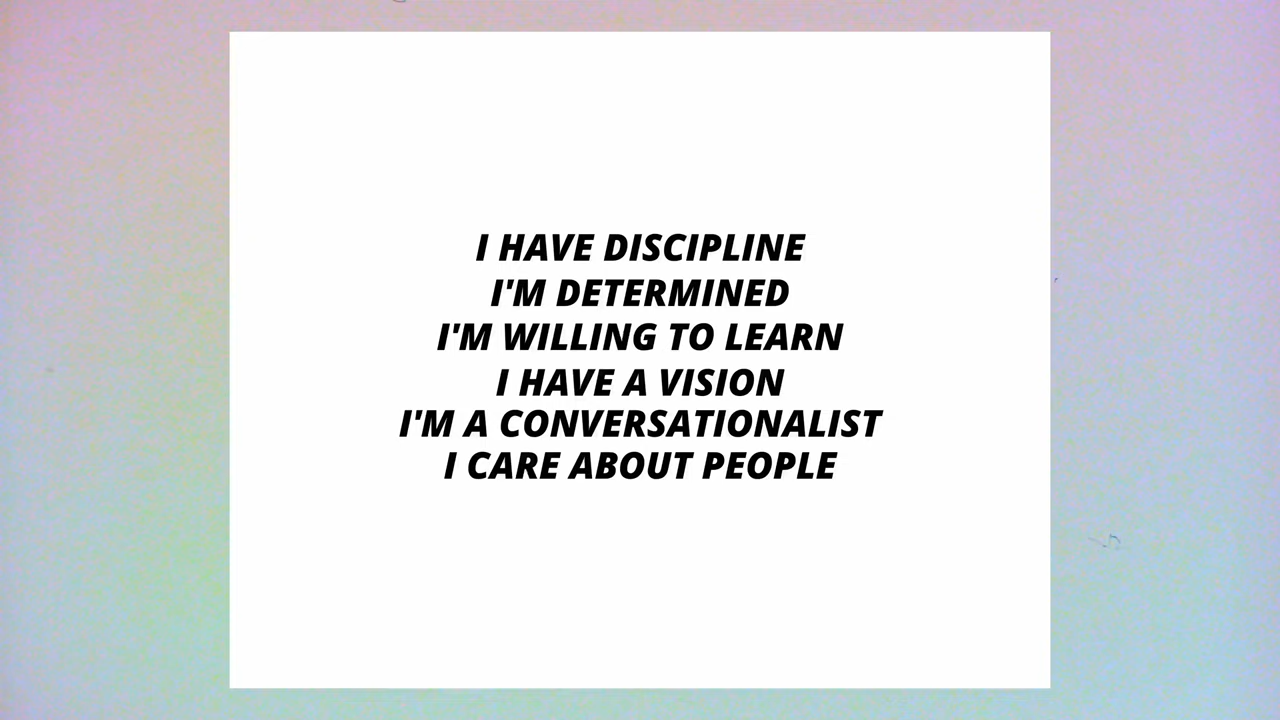 I HAVE DISCIPLINE
I'M DETERMINED
I'M WILLING TO LEARN
I HAVE A VISION
I'M A CONVERSATIONALIST
I CARE ABOUT PEOPLE